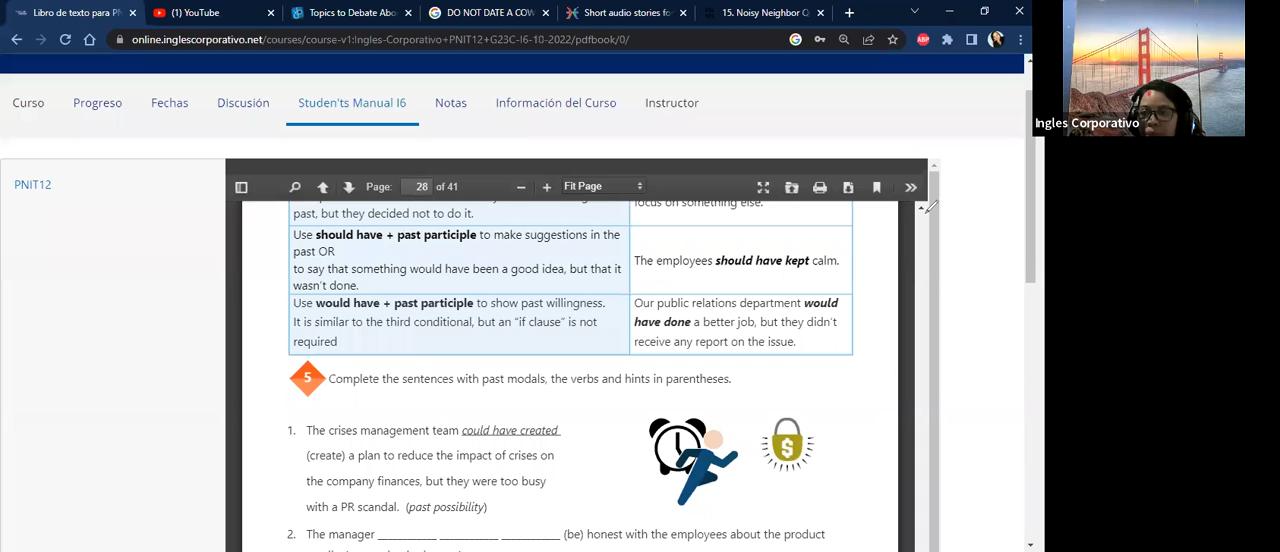 Libro de texto para PN
(1) YouTube
Topics to Debate Abo
DO NOT DATE A COW
Short audio stories for
15. Noisy Neighbor Q
online.inglescorporativo.net/courses/course-v1:Ingles-Corporativo+PNIT12+G23C-I6-10-2022/pdfbook/0/
ABP
Ingles Corporativo
Curso
Progreso
Fechas
Discusión
Studen'ts Manual I6
Notas
Información del Curso
Instructor
PNIT12
Page: 28 of 41
Fit Page
past, but they decided not to do it.
focus on something else.
Use should have + past participle to make suggestions in the
past OR
to say that something would have been a good idea, but that it
wasn't done.
The employees should have kept calm.
Use would have + past participle to show past willingness.
It is similar to the third conditional, but an "if clause" is not
required
Our public relations department would
have done a better job, but they didn't
receive any report on the issue.
5 Complete the sentences with past modals, the verbs and hints in parentheses.
1. The crises management team could have created
(create) a plan to reduce the impact of crises on
the company finances, but they were too busy
with a PR scandal. (past possibility)
$
2. The manager ____________ ____________ ____________ (be) honest with the employees about the product